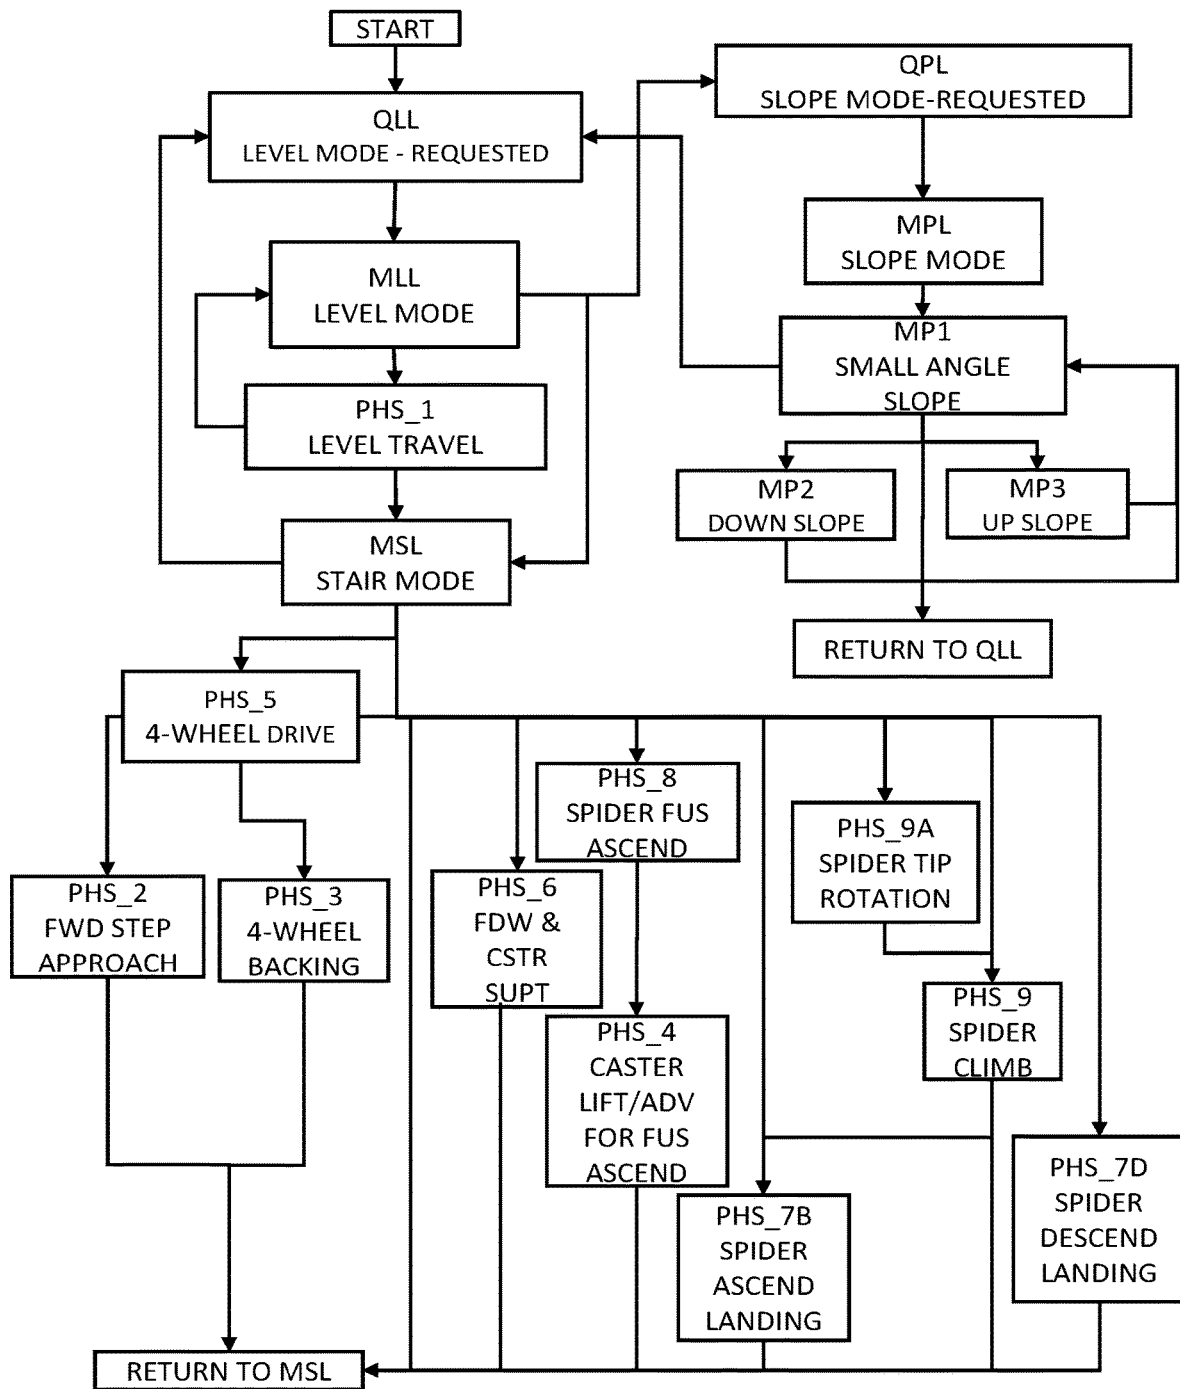 START
QLL
LEVEL MODE - REQUESTED
MLL
LEVEL MODE
PHS_1
LEVEL TRAVEL
MSL
STAIR MODE
QPL
SLOPE MODE-REQUESTED
MPL
SLOPE MODE
MP1
SMALL ANGLE
SLOPE
MP2
DOWN SLOPE
MP3
UP SLOPE
RETURN TO QLL
PHS_5
4-WHEEL DRIVE
PHS_2
FWD STEP
APPROACH
PHS_3
4-WHEEL
BACKING
PHS_6
FDW &
CSTR
SUPT
PHS_8
SPIDER FUS
ASCEND
PHS_4
CASTER
LIFT/ADV
FOR FUS
ASCEND
PHS_7B
SPIDER
ASCEND
LANDING
PHS_9A
SPIDER TIP
ROTATION
PHS_9
SPIDER
CLIMB
PHS_7D
SPIDER
DESCEND
LANDING
RETURN TO MSL